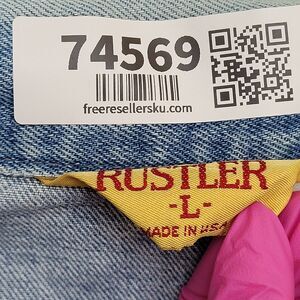 74569
freeresellersku.com
RUSTLER
-L-
MADE IN USA